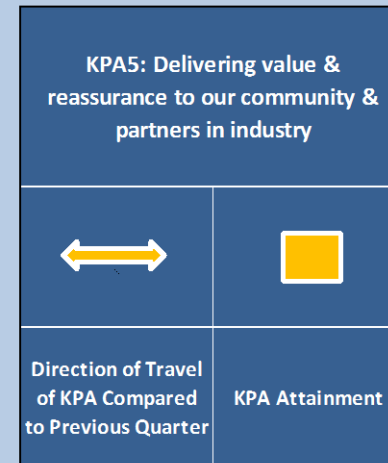 KPA5: Delivering value &
reassurance to our community &
partners in industry
Direction of Travel
of KPA Compared
to Previous Quarter
KPA Attainment